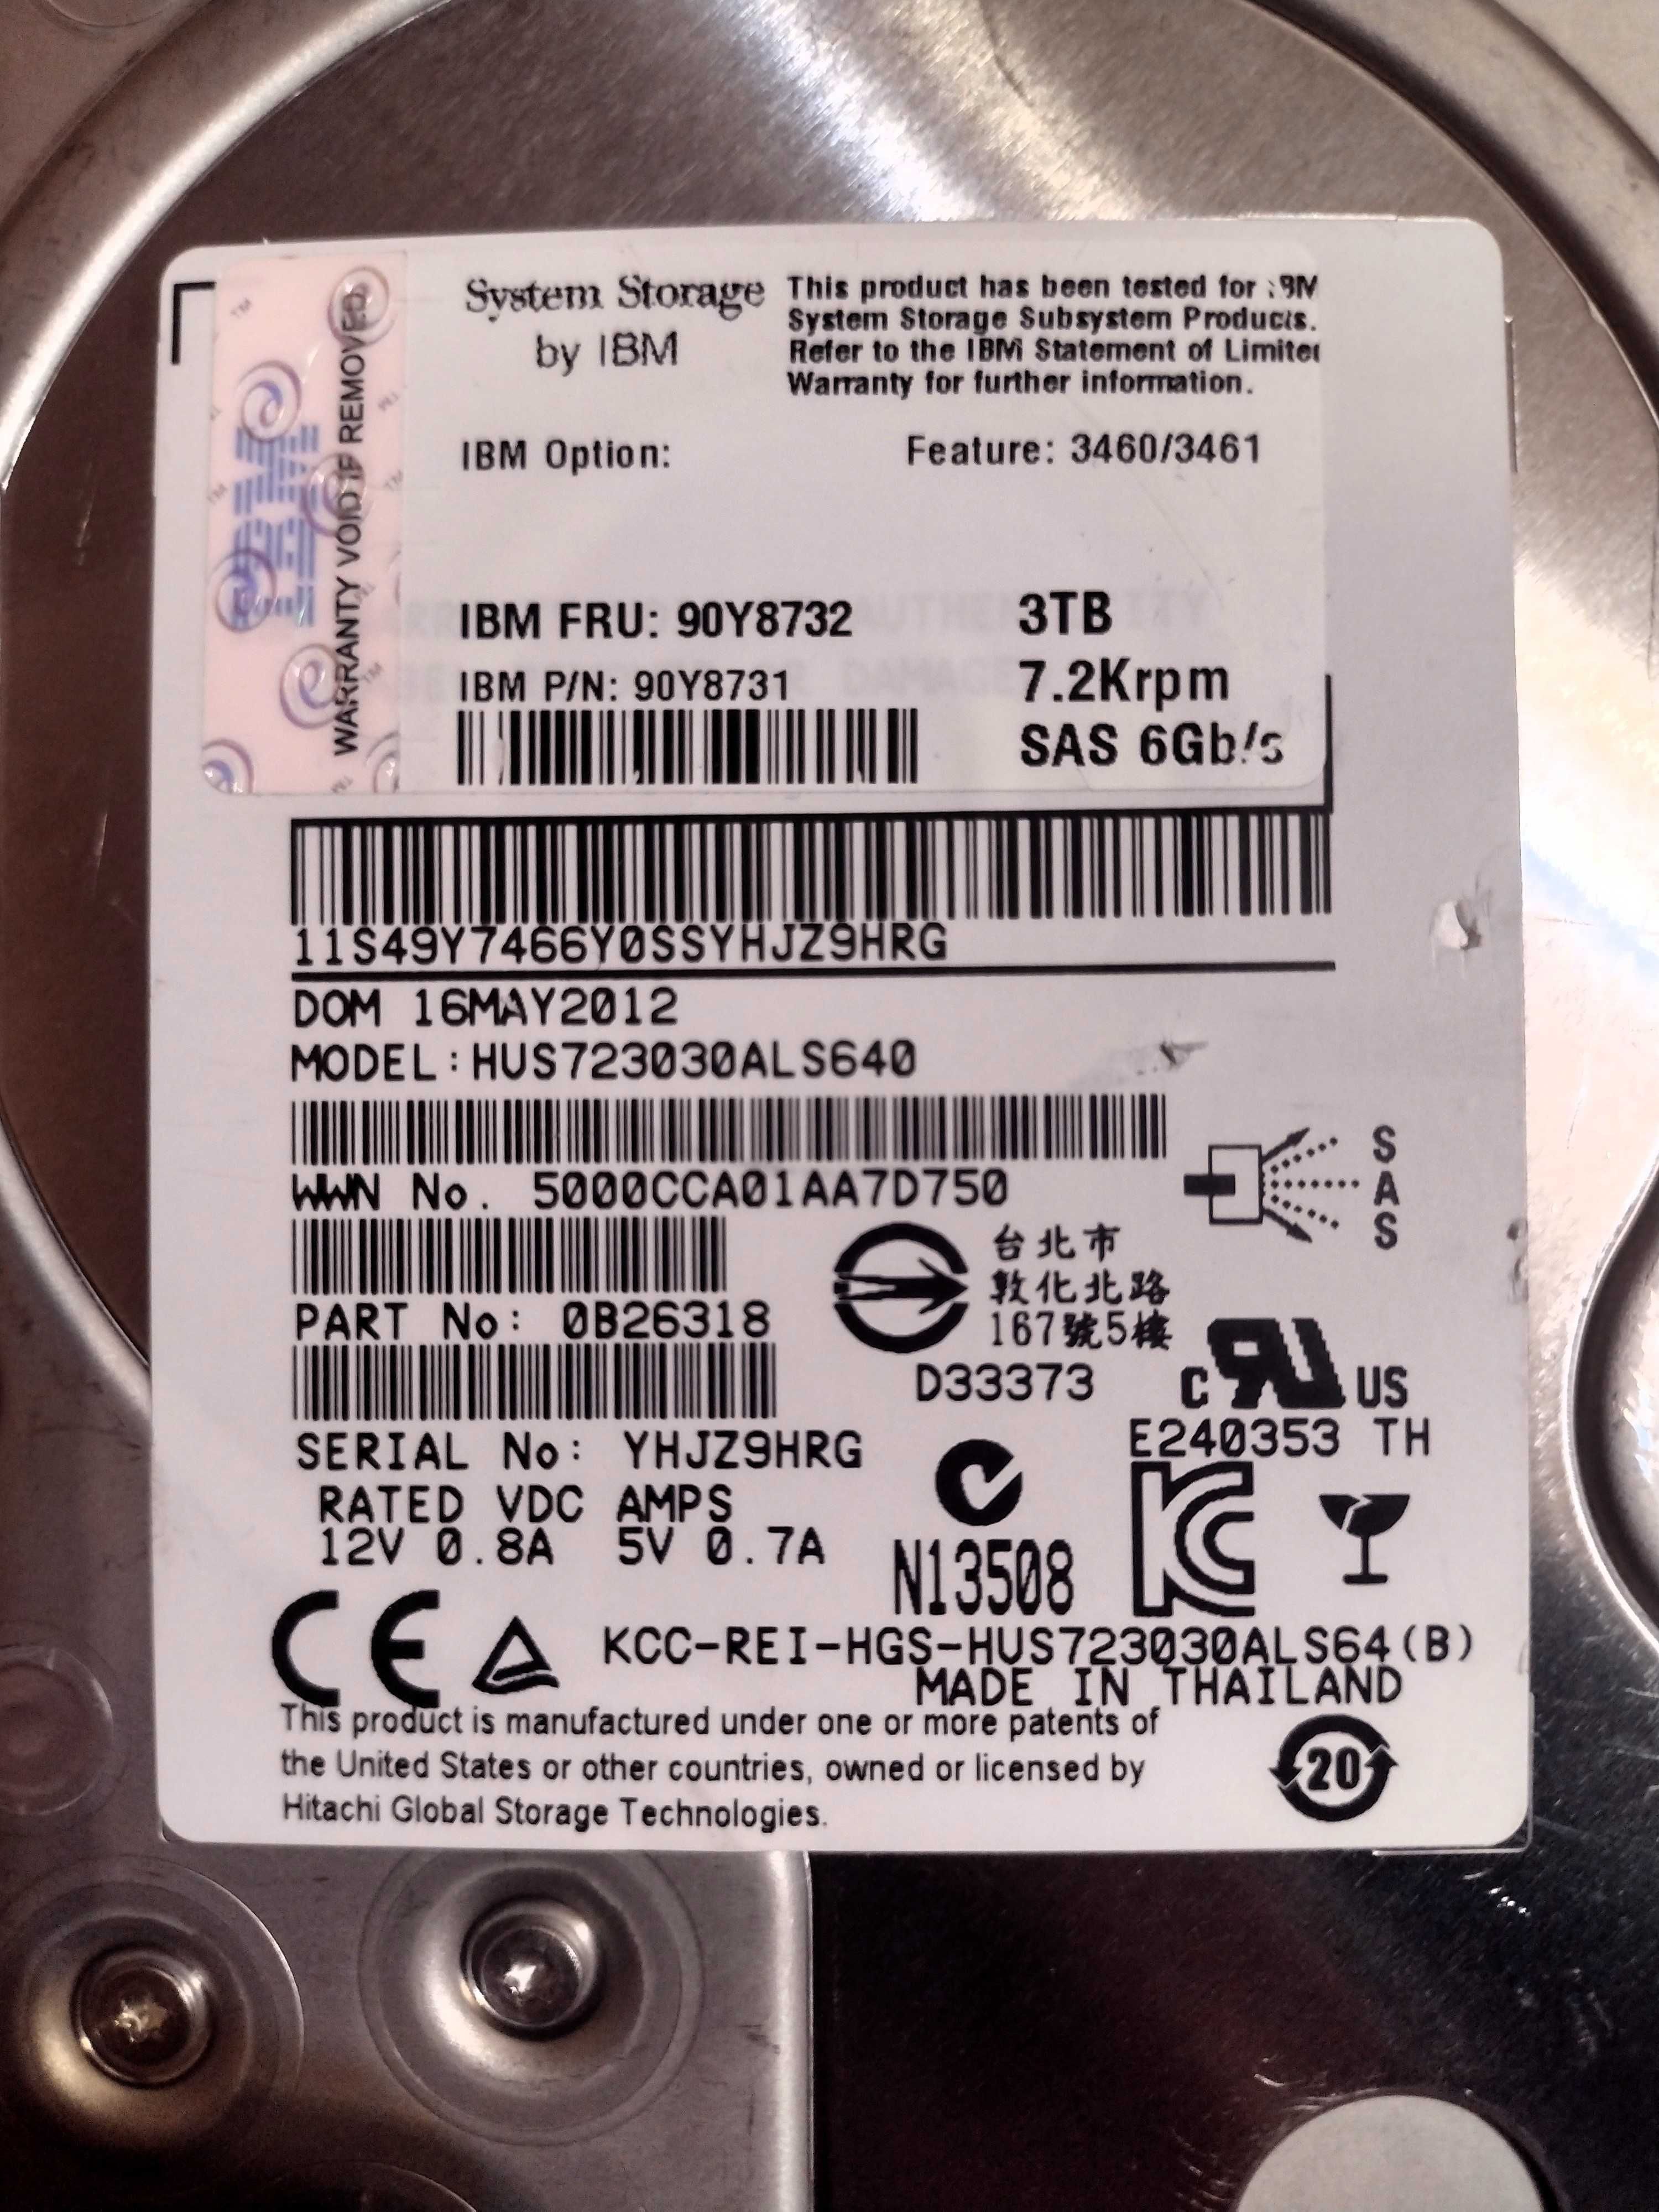 System Storage
by IBM
This product has been tested for IBM
System Storage Subsystem Products.
Refer to the IBM Statement of Limited
Warranty for further information.
IBM
WARRANTY VOID IF REMOVED
IBM Option:
Feature: 3460/3461
IBM FRU: 90Y8732
3TB
IBM P/N: 90Y8731
7.2Krpm
SAS 6Gb/s
11S49Y7466Y0SSYHJZ9HRG
DOM 16MAY2012
MODEL:HUS723030ALS640
WWN No. 5000CCA01AA7D750
SAS
台北市
敦化北路
167號5樓
D33373
PART No: 0B26318
C RU US
E240353 TH
SERIAL No: YHJZ9HRG
RATED VDC AMPS
12V 0.8A 5V 0.7A
N13508
CE
KCC-REI-HGS-HUS723030ALS64(B)
MADE IN THAILAND
This product is manufactured under one or more patents of
the United States or other countries, owned or licensed by
Hitachi Global Storage Technologies.
20